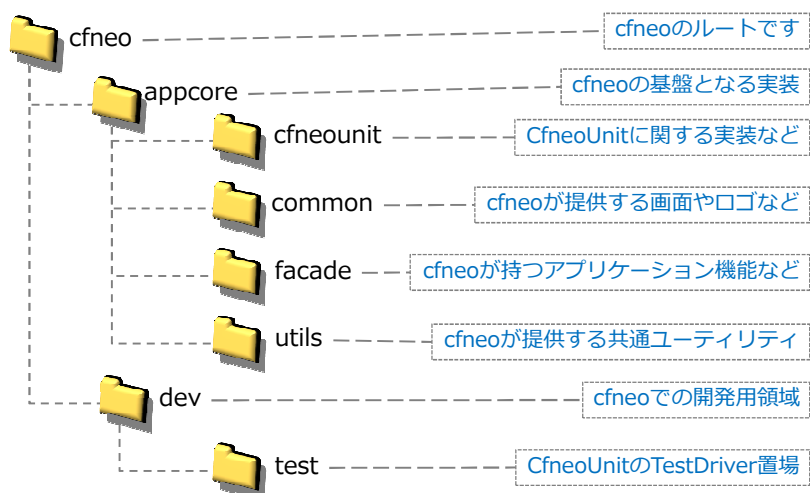 cfneo
cfneoのルートです
appcore
cfneoの基盤となる実装
cfneounit
CfneoUnitに関する実装など
common
cfneoが提供する画面やロゴなど
facade
cfneoが持つアプリケーション機能など
utils
cfneoが提供する共通ユーティリティ
dev
cfneoでの開発用領域
test
CfneoUnitのTestDriver置場